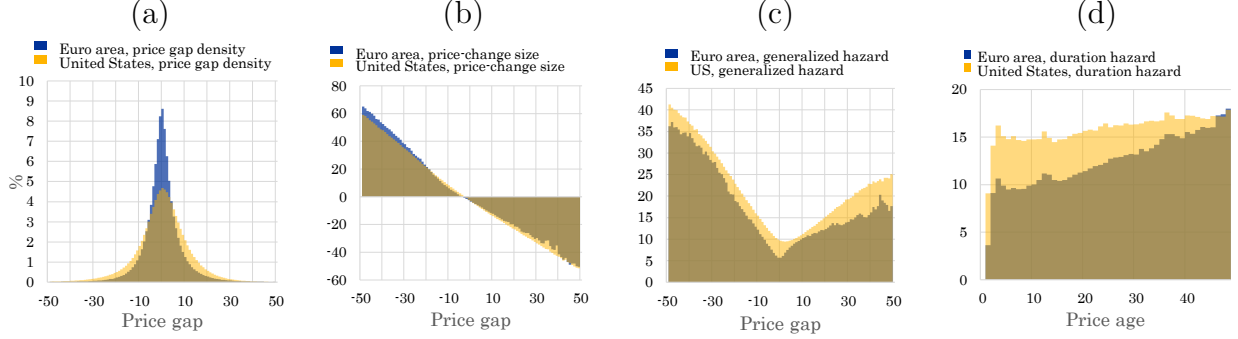 (a)
Euro area, price gap density
United States, price gap density
%
10
9
8
7
6
5
4
3
2
1
0
-50 -30 -10 10 30 50
Price gap
(b)
Euro area, price-change size
United States, price-change size
80
60
40
20
0
-20
-40
-60
-50 -30 -10 10 30 50
Price gap
(c)
Euro area, generalized hazard
US, generalized hazard
45
40
35
30
25
20
15
10
5
0
-50 -30 -10 10 30 50
Price gap
(d)
Euro area, duration hazard
United States, duration hazard
20
15
10
5
0
0 10 20 30 40
Price age